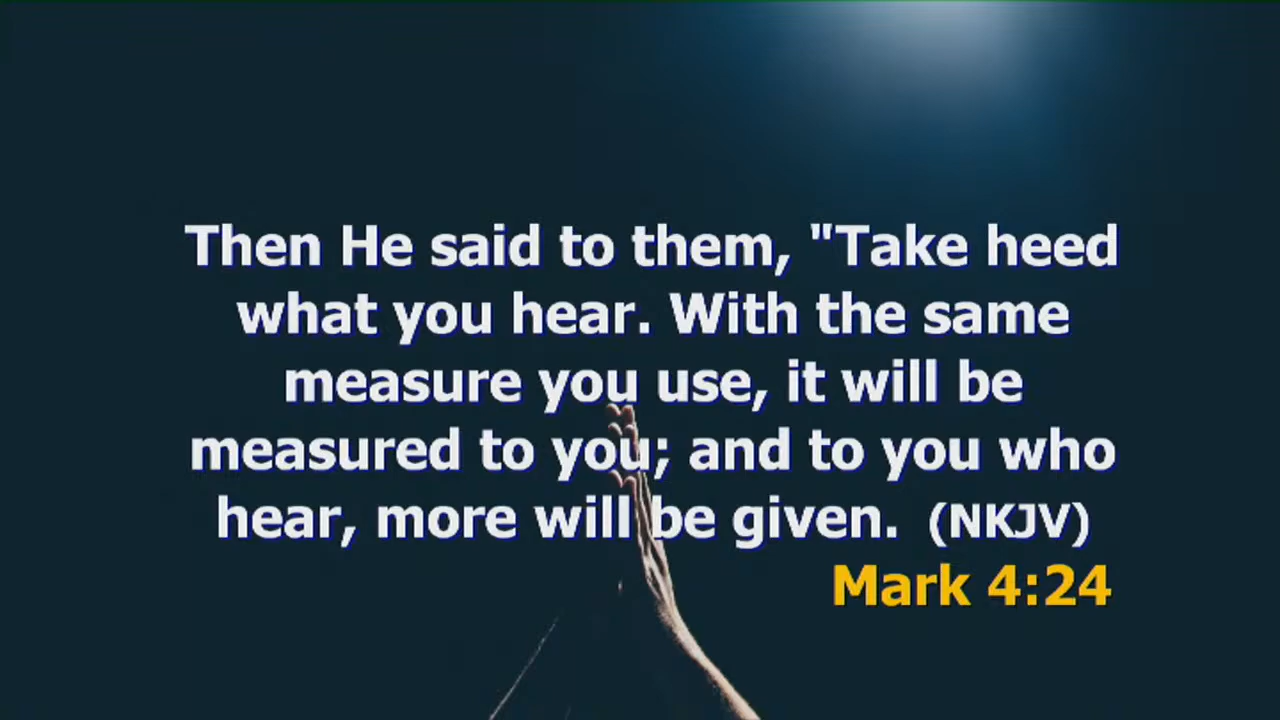 Then He said to them, "Take heed
what you hear. With the same
measure you use, it will be
measured to you; and to you who
hear, more will be given. (NKJV)
Mark 4:24